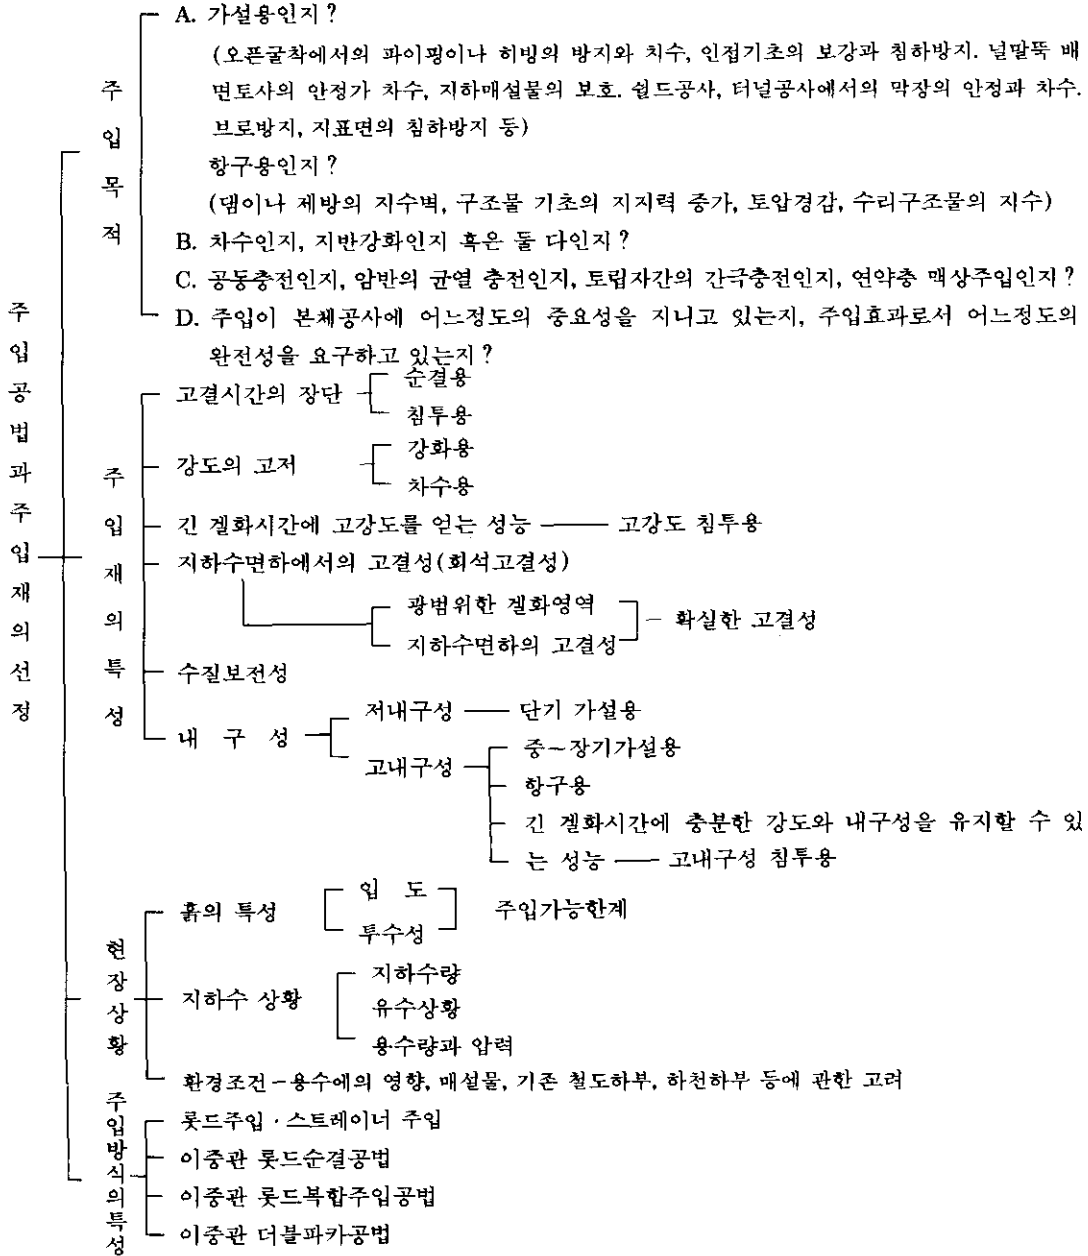 주입공법과 주입재의 선정
주입목적
A. 가설용인지?
(오픈굴착에서의 파이핑이나 히빙의 방지와 치수, 인접기초의 보강과 침하방지. 널말뚝 배
면토사의 안정가 차수, 지하매설물의 보호. 쉴드공사, 터널공사에서의 막장의 안정과 차수.
브로방지, 지표면의 침하방지 등)
항구용인지?
(댐이나 제방의 지수벽, 구조물 기초의 지지력 증가, 토압경감, 수리구조물의 지수)
B. 차수인지, 지반강화인지 혹은 둘 다인지?
C. 공동충전인지, 암반의 균열 충전인지, 토립자간의 간극충전인지, 연약층 맥상주입인지?
D. 주입이 본체공사에 어느정도의 중요성을 지니고 있는지, 주입효과로서 어느정도의
완전성을 요구하고 있는지?
주입재의 특성
고결시간의 장단
순결용
침투용
강도의 고저
강화용
차수용
긴 겔화시간에 고강도를 얻는 성능 — 고강도 침투용
지하수면하에서의 고결성(희석고결성)
광범위한 겔화영역
지하수면하의 고결성
확실한 고결성
수질보전성
내 구 성
저내구성 — 단기 가설용
고내구성
중~장기가설용
항구용
긴 겔화시간에 충분한 강도와 내구성을 유지할 수 있
는 성능 — 고내구성 침투용
현장상황
흙의 특성
입 도
투수성
주입가능한계
지하수 상황
지하수량
유수상황
용수량과 압력
환경조건-용수에의 영향, 매설물, 기존 철도하부, 하천하부 등에 관한 고려
주입방식의특성
롯드주입·스트레이너 주입
이중관 롯드순결공법
이중관 롯드복합주입공법
이중관 더블파카공법